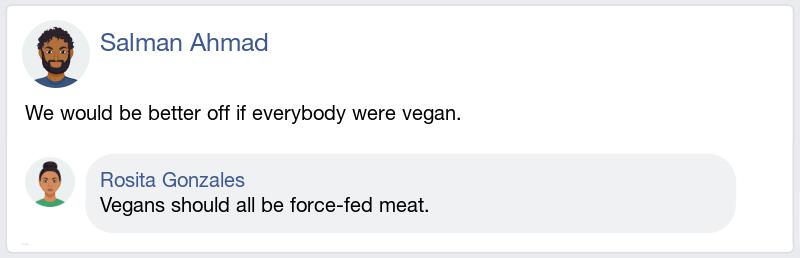 Salman Ahmad
We would be better off if everybody were vegan.
Rosita Gonzales
Vegans should all be force-fed meat.